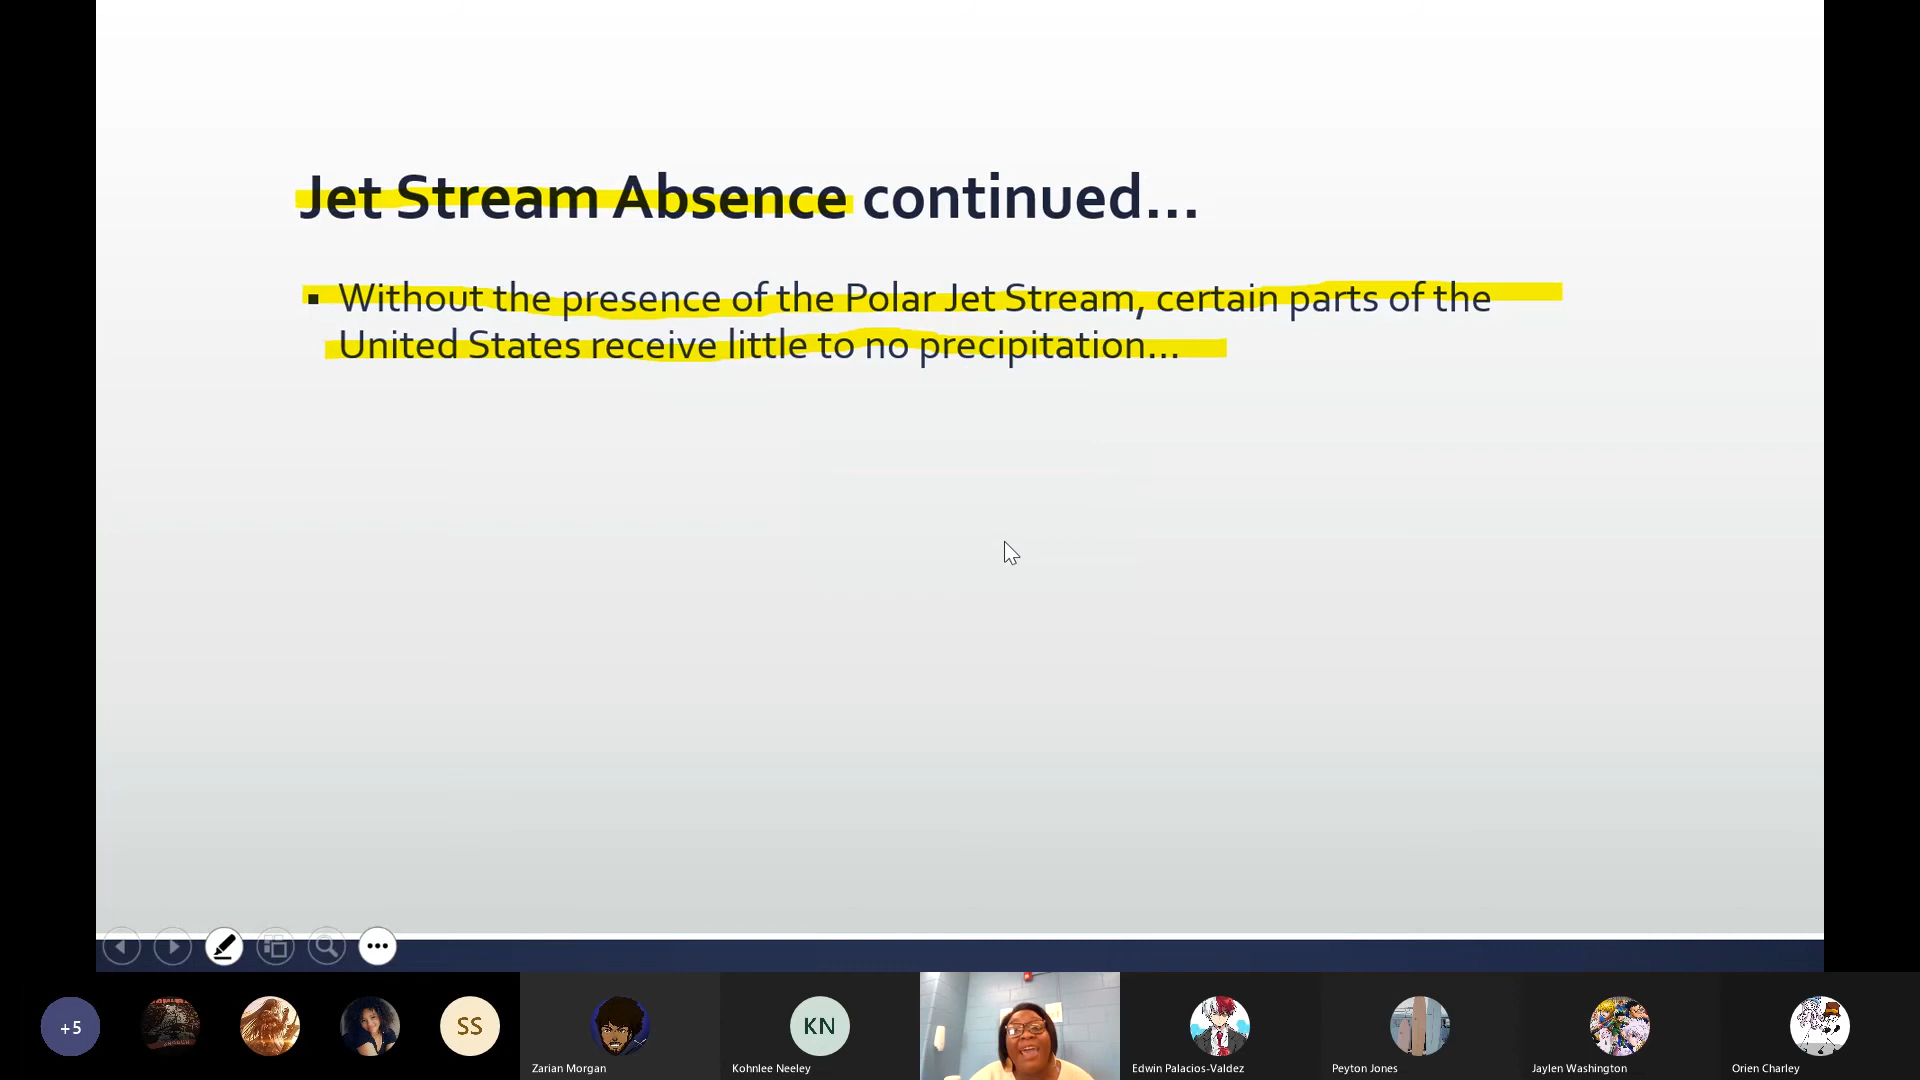 Jet Stream Absence continued...
▪ Without the presence of the Polar Jet Stream, certain parts of the
United States receive little to no precipitation...
+5
SS
KN
Zarian Morgan
Kohnlee Neeley
Edwin Palacios-Valdez
Peyton Jones
Jaylen Washington
Orien Charley